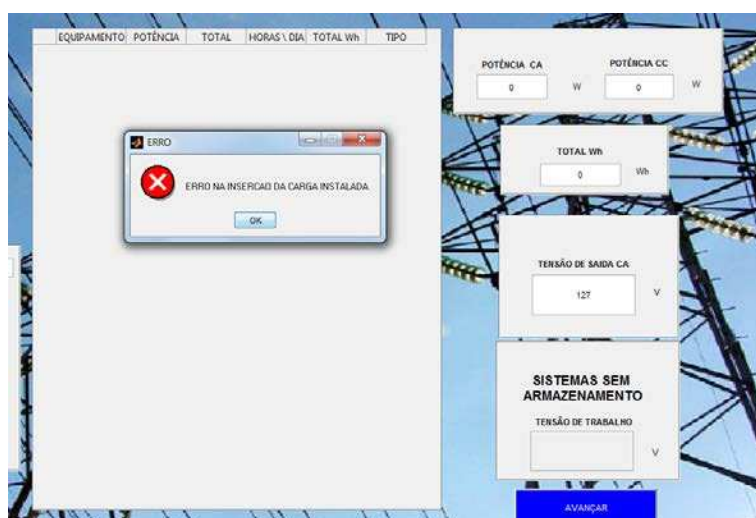 EQUIPAMENTO POTÊNCIA TOTAL HORAS \ DIA TOTAL Wh TIPO
ERRO
ERRO NA INSERCAO DA CARGA INSTALADA
OK
POTÊNCIA CA POTÊNCIA CC
0 W 0 W
TOTAL Wh
0 Wh
TENSÃO DE SAIDA CA
127 V
SISTEMAS SEM
ARMAZENAMENTO
TENSÃO DE TRABALHO
V
AVANÇAR